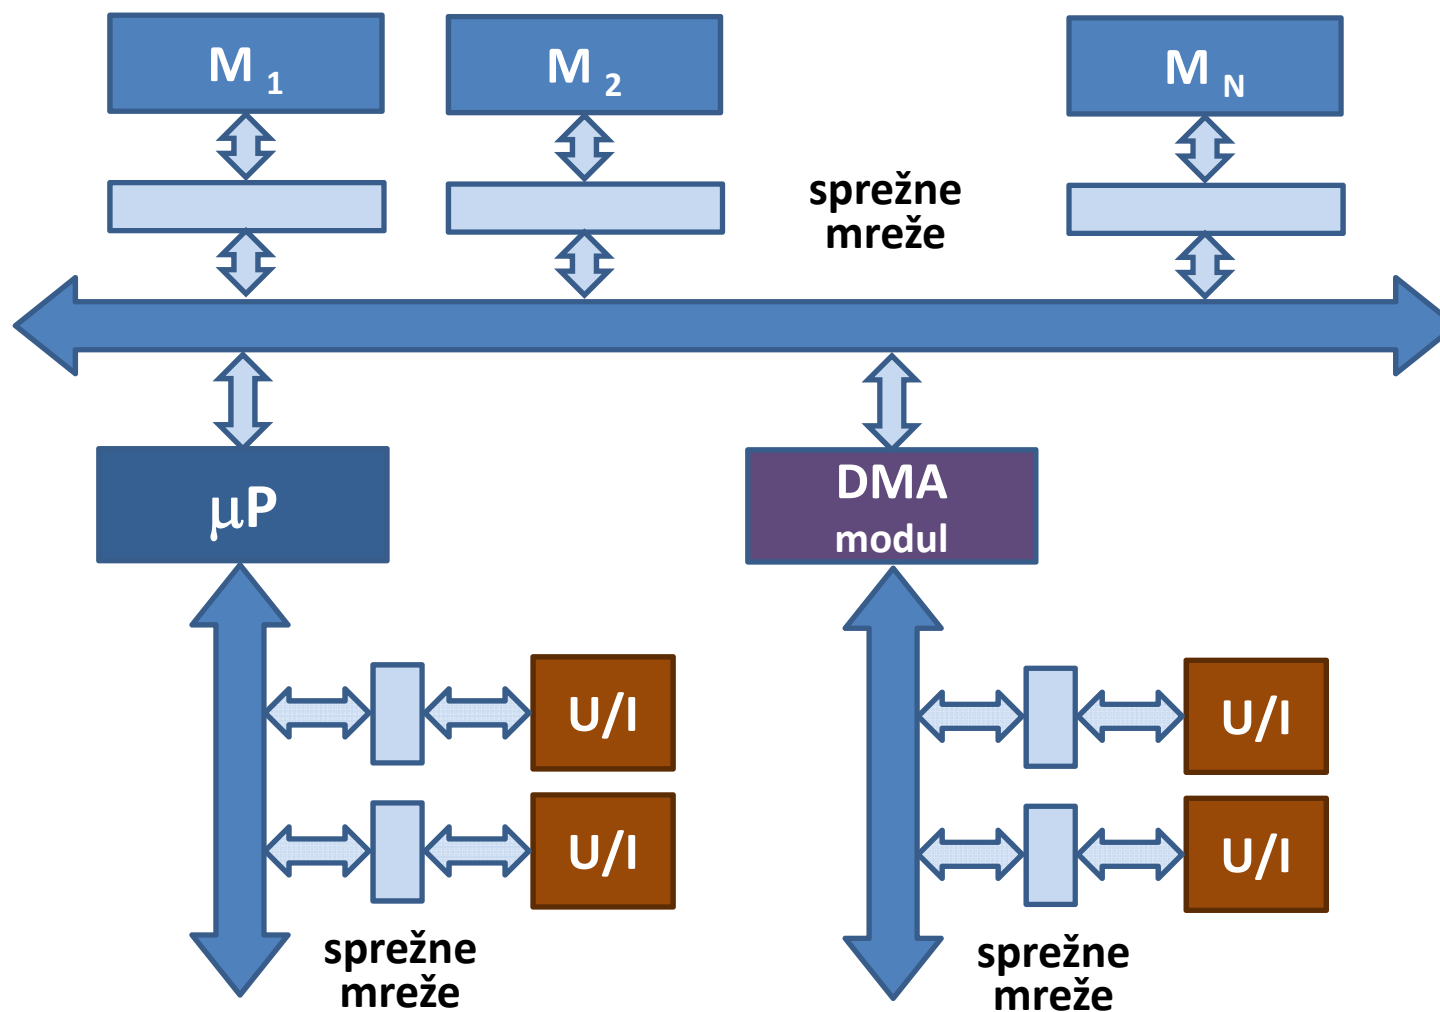 M 1
M 2
M N
sprežne
mreže
μP
DMA
modul
U/I
U/I
U/I
U/I
sprežne
mreže
sprežne
mreže